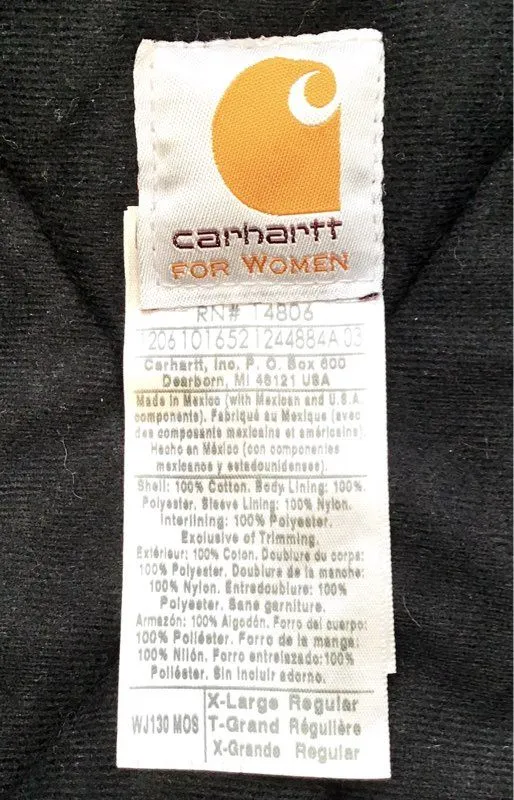 carhartt
FOR WOMEN
RN# 14806
1206101652 1244884A 03
Carhartt, Inc. P. O. Box 600
Dearborn, MI 48121 USA
Made in Mexico (with Mexican and U.S.A.
components). Fabriqué au Mexique (avec
des composants mexicains et américains).
Hecho en México (con componentes
mexicanos y estadounidenses).
Shell: 100% Cotton. Body Lining: 100%
Polyester. Sleeve Lining: 100% Nylon.
Interlining: 100% Polyester.
Exclusive of Trimming.
Extérieur: 100% Coton. Doublure du corps:
100% Polyester. Doublure de la manche:
100% Nylon. Entredoublure: 100%
Polyester. Sans garniture.
Armazón: 100% Algodón. Forro del cuerpo:
100% Poliéster. Forro de la manga:
100% Nilón. Forro entrelazado:100%
Poliéster. Sin incluir adorno.
WJ130 MOS
X-Large Regular
T-Grand Régulière
X-Grande Regular